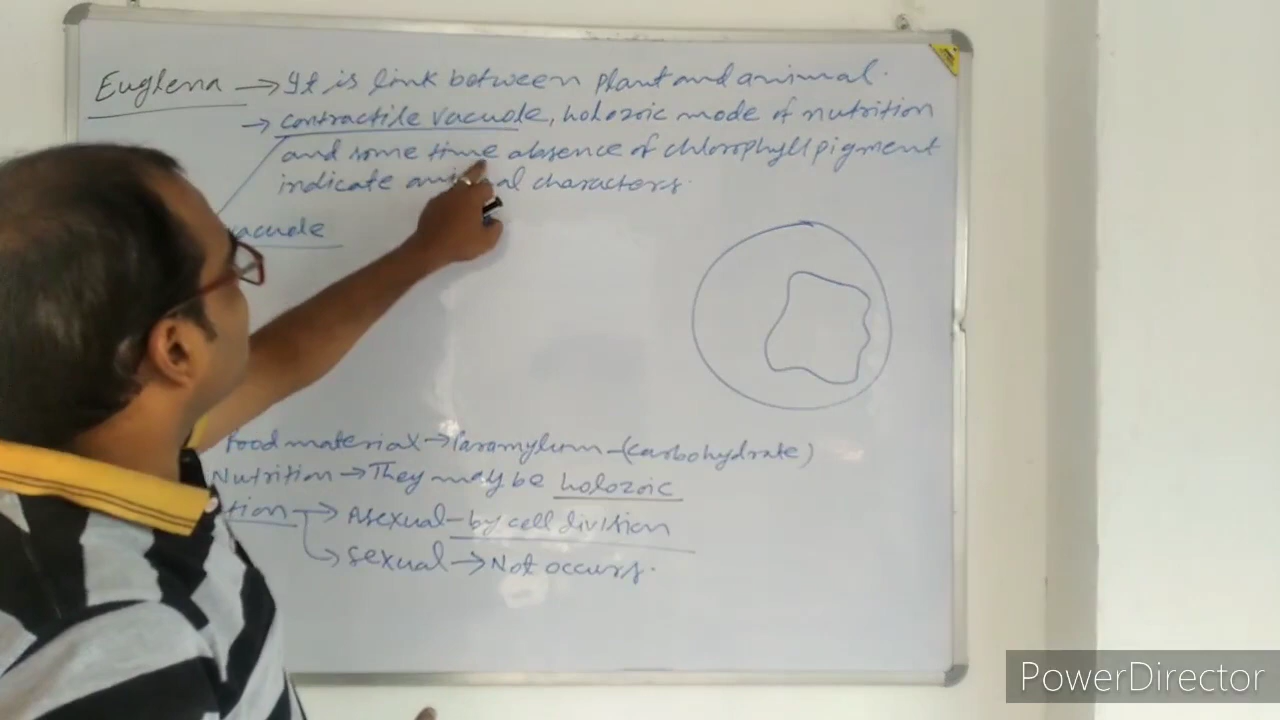 Euglena → It is link between plant and animal.
→ contractile vacuole, holozoic mode of nutrition
and some time absence of chlorophyll pigment
indicate animal characters.
vacuole
Food material → Paramylum - (carbohydrate)
Nutrition → They may be holozoic
tion → Asexual - by cell division
→ Sexual → Not occurs.
PowerDirector